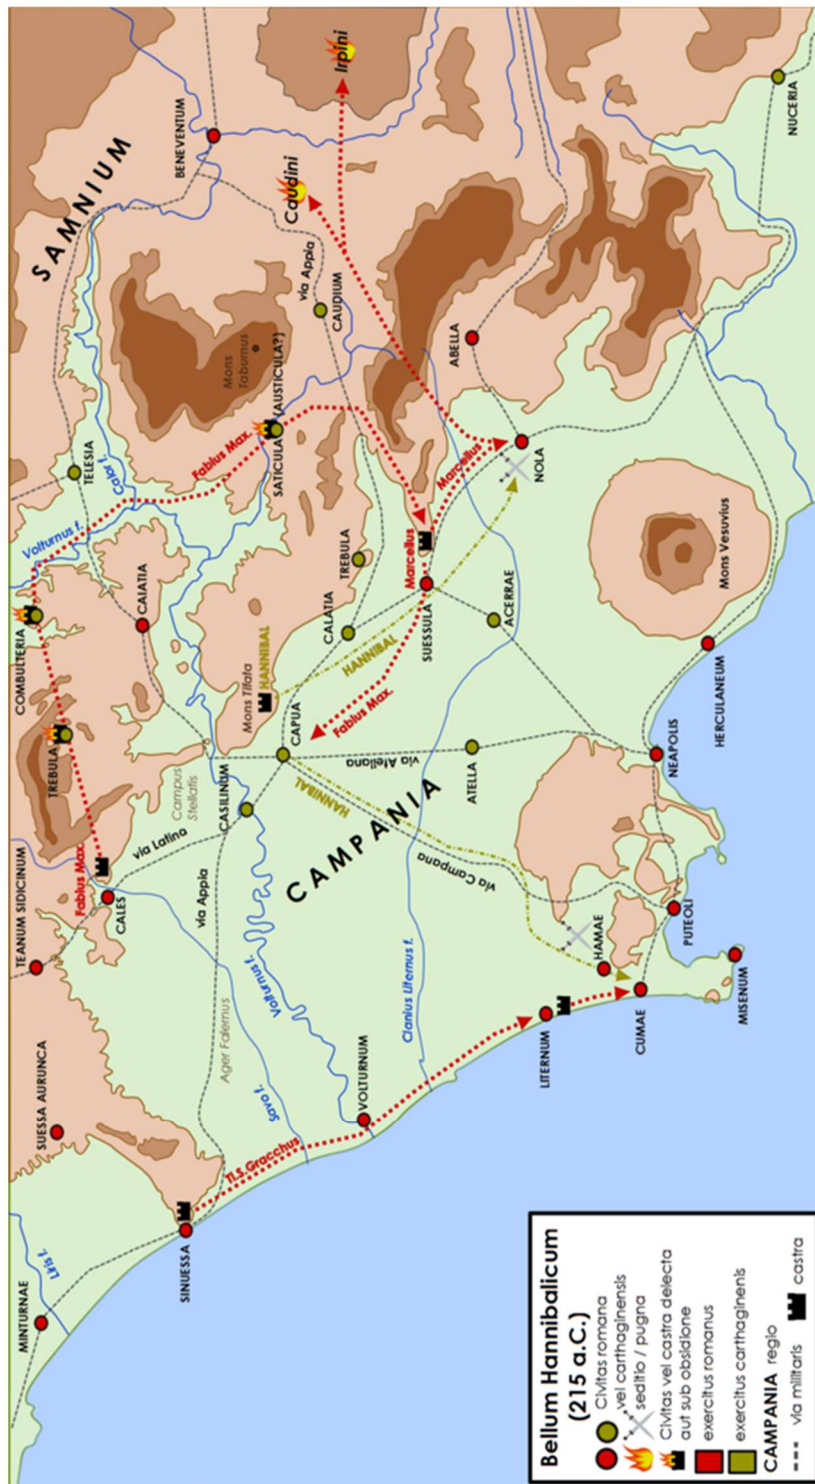 SAMNIUM
BENEVENTUM
Irpini
Caudini
via Appia
CAUDIUM
Mons
Taburnus
SATICULA (AUSTICULA?)
Fabius Max.
TELESIA
Calor f.
Volturnus f.
COMBULTERIA
CAIATIA
TREBULA
Fabius Max.
CALES
TEANUM SIDICINUM
via Latina
Campus
Stellatis
CASILINUM
Mons Tifata
HANNIBAL
TREBULA
CALATIA
CAPUA
HANNIBAL
Marcellus
SUESSULA
Marcellus
NOLA
ABELLA
NUCERIA
Fabius Max.
ACERRAE
Mons Vesuvius
HERCULANEUM
NEAPOLIS
via Atellana
ATELLA
CAMPANIA
HANNIBAL
via Campana
via Appia
Ager Falernus
Volturnus f.
Savo f.
Clanius Liternus f.
HAMAE
PUTEOLI
MISENUM
CUMAE
LITERNUM
VOLTURNUM
TI.S.Gracchus
SUESSA AURUNCA
SINUESSA
Liris f.
MINTURNAE
Bellum Hannibalicum
(215 a.C.)
Civitas romana
vel carthaginensis
seditio / pugna
Civitas vel castra delecta
aut sub obsidione
exercitus romanus
exercitus carthaginenis
CAMPANIA regio
via militaris castra